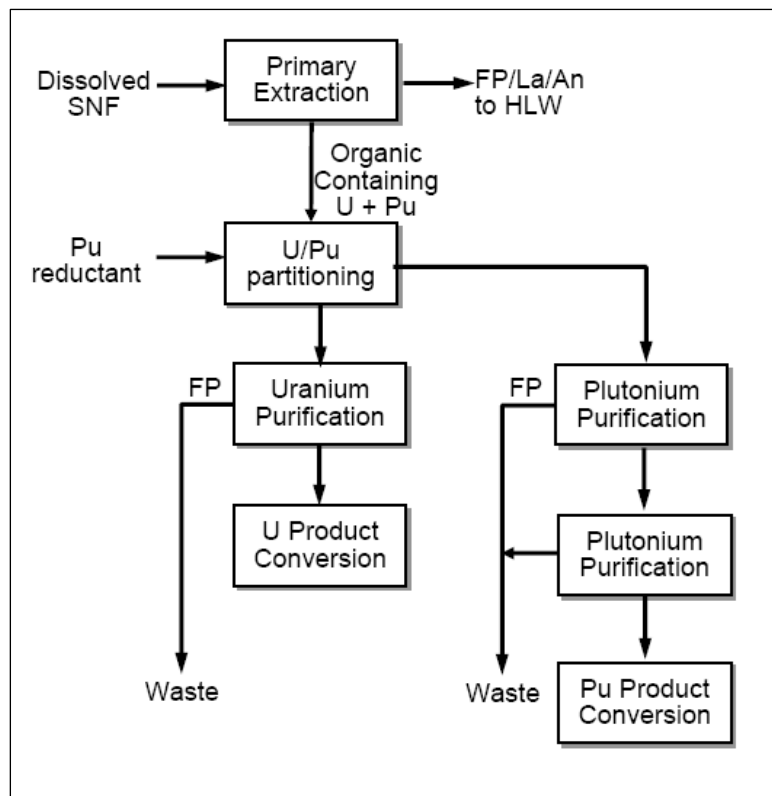 Dissolved
SNF
Primary
Extraction
FP/La/An
to HLW
Organic
Containing
U + Pu
Pu
reductant
U/Pu
partitioning
FP
Uranium
Purification
FP
Plutonium
Purification
U Product
Conversion
Plutonium
Purification
Waste
Waste
Pu Product
Conversion